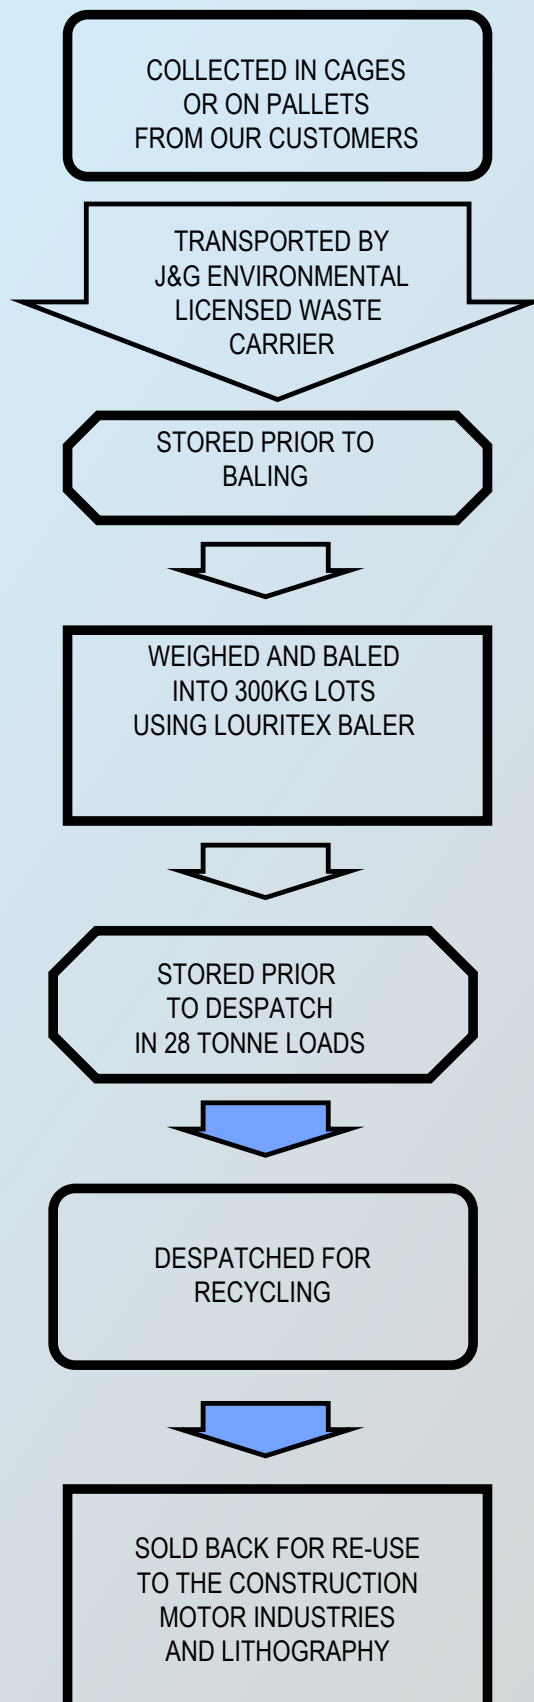 COLLECTED IN CAGES
OR ON PALLETS
FROM OUR CUSTOMERS
TRANSPORTED BY
J&G ENVIRONMENTAL
LICENSED WASTE
CARRIER
STORED PRIOR TO
BALING
WEIGHED AND BALED
INTO 300KG LOTS
USING LOURITEX BALER
STORED PRIOR
TO DESPATCH
IN 28 TONNE LOADS
DESPATCHED FOR
RECYCLING
SOLD BACK FOR RE-USE
TO THE CONSTRUCTION
MOTOR INDUSTRIES
AND LITHOGRAPHY